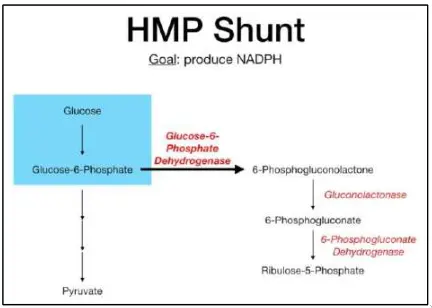 HMP Shunt
Goal: produce NADPH
Glucose
Glucose-6-
Phosphate
Dehydrogenase
Glucose-6-Phosphate
6-Phosphogluconolactone
Gluconolactonase
6-Phosphogluconate
6-Phosphogluconate
Dehydrogenase
Ribulose-5-Phosphate
Pyruvate